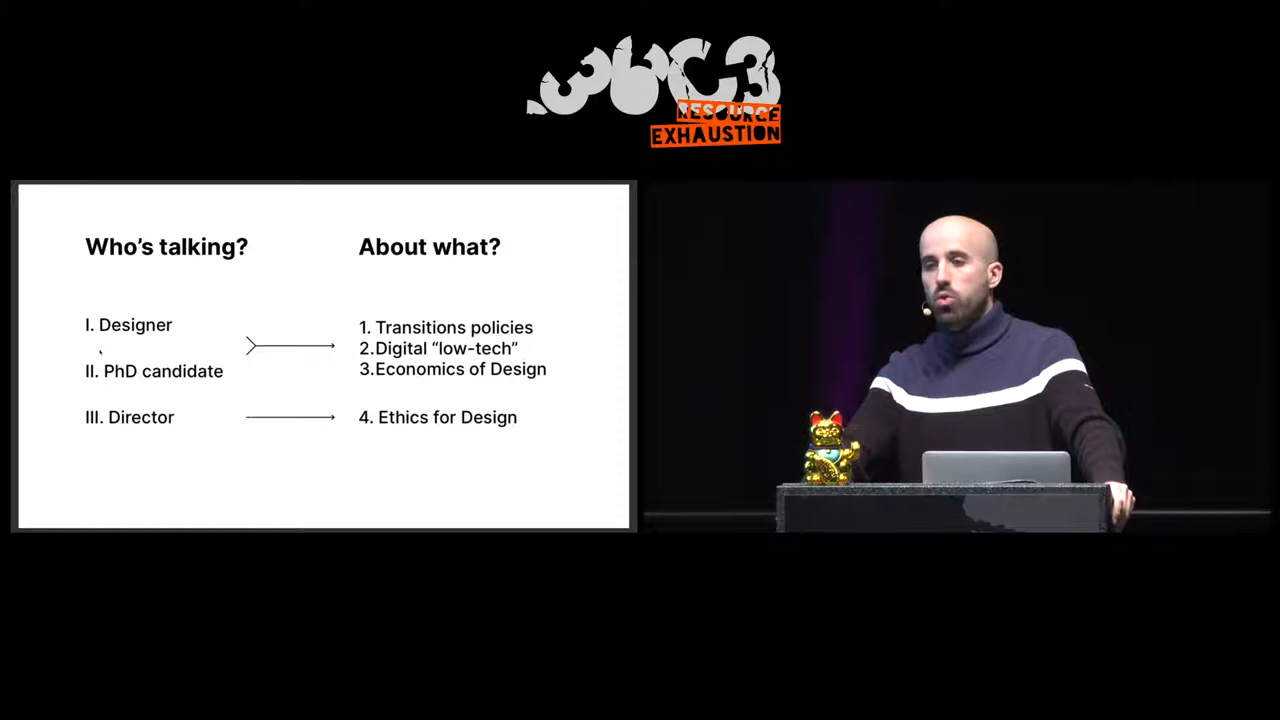 36C3
RESOURCE
EXHAUSTION
Who's talking?
About what?
I. Designer
II. PhD candidate
III. Director
1. Transitions policies
2.Digital “low-tech”
3.Economics of Design
4. Ethics for Design